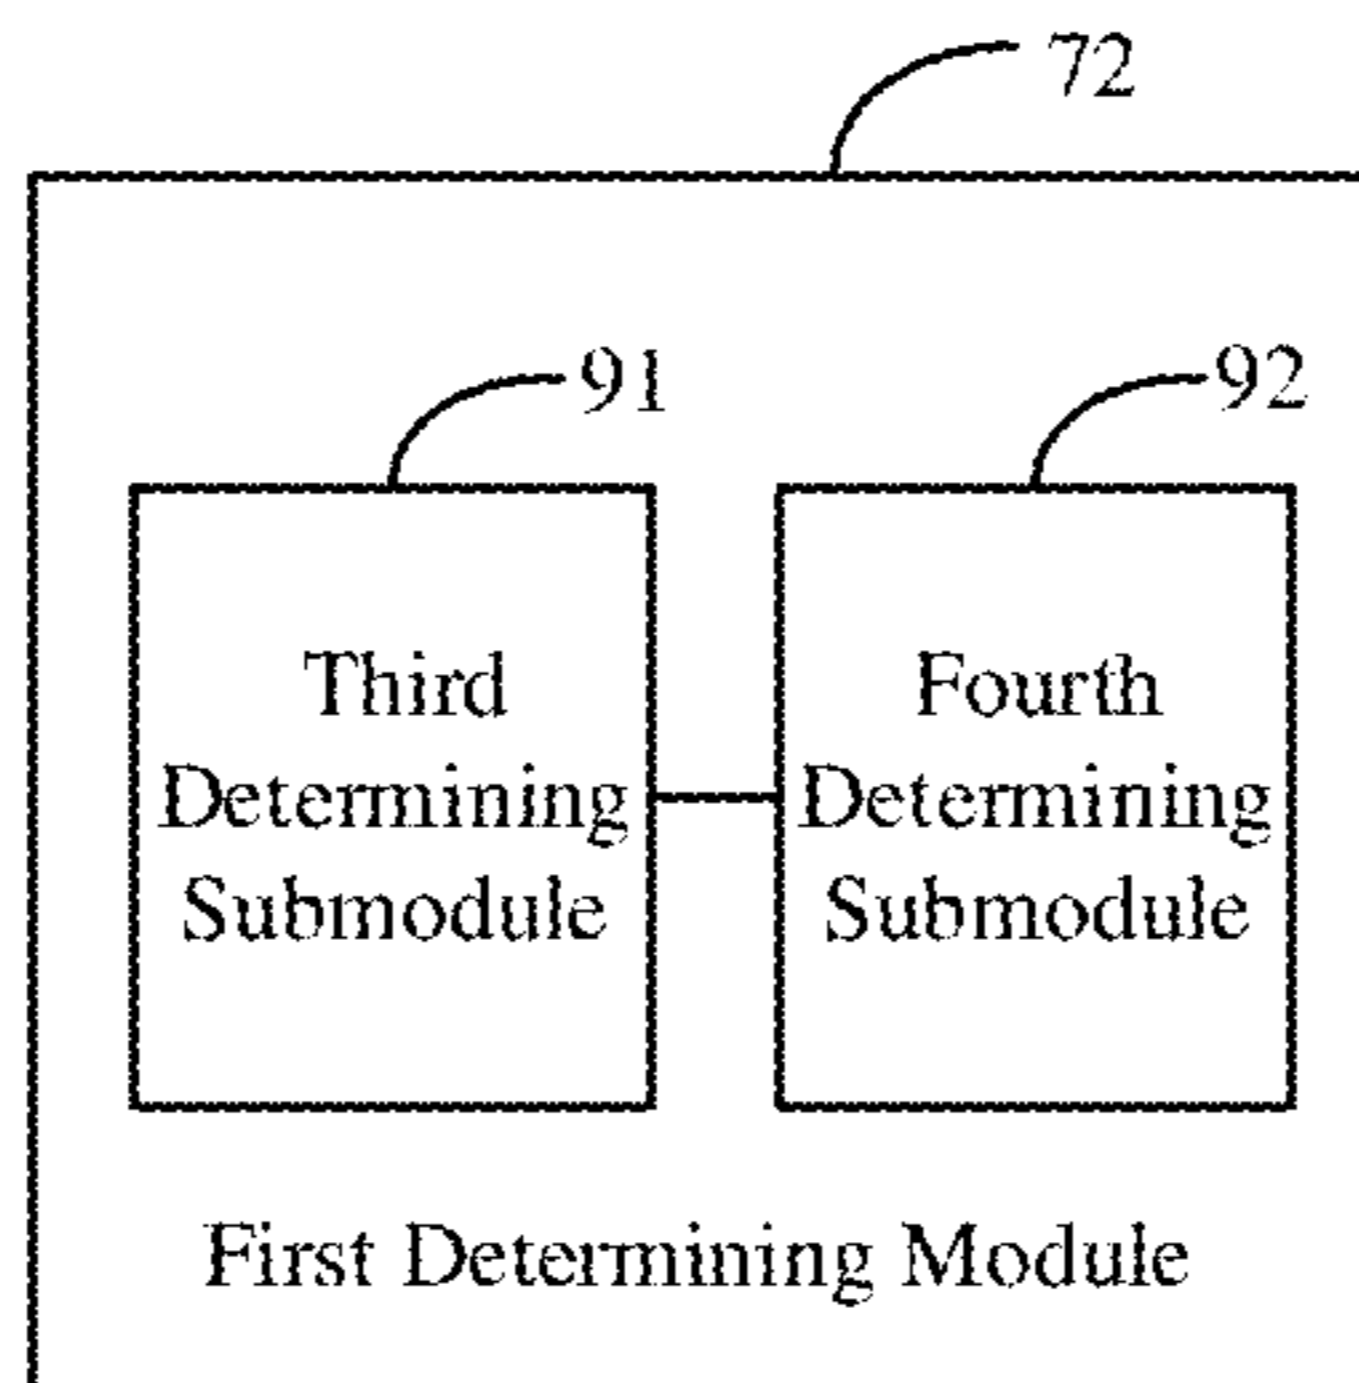 72
91
92
Third
Determining
Submodule
Fourth
Determining
Submodule
First Determining Module